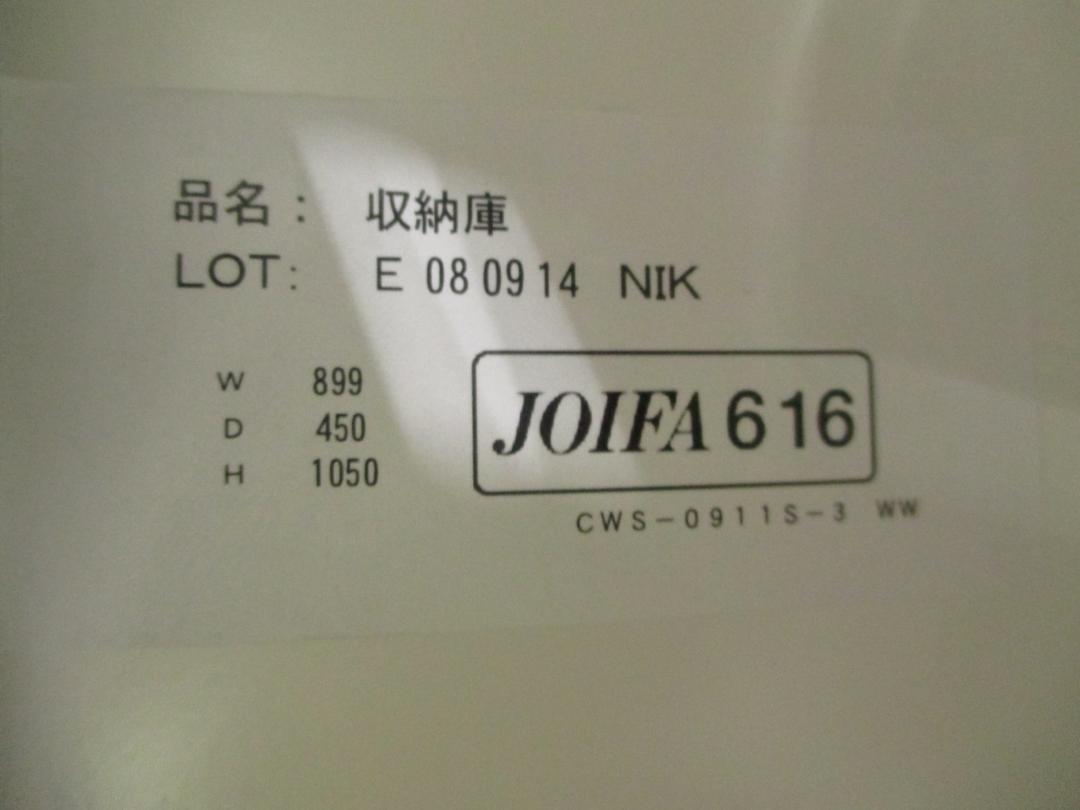 品名： 収納庫
LOT: E 08 09 14 NIK
W 899
D 450
H 1050
JOIFA 616
CWS-0911S-3 WW